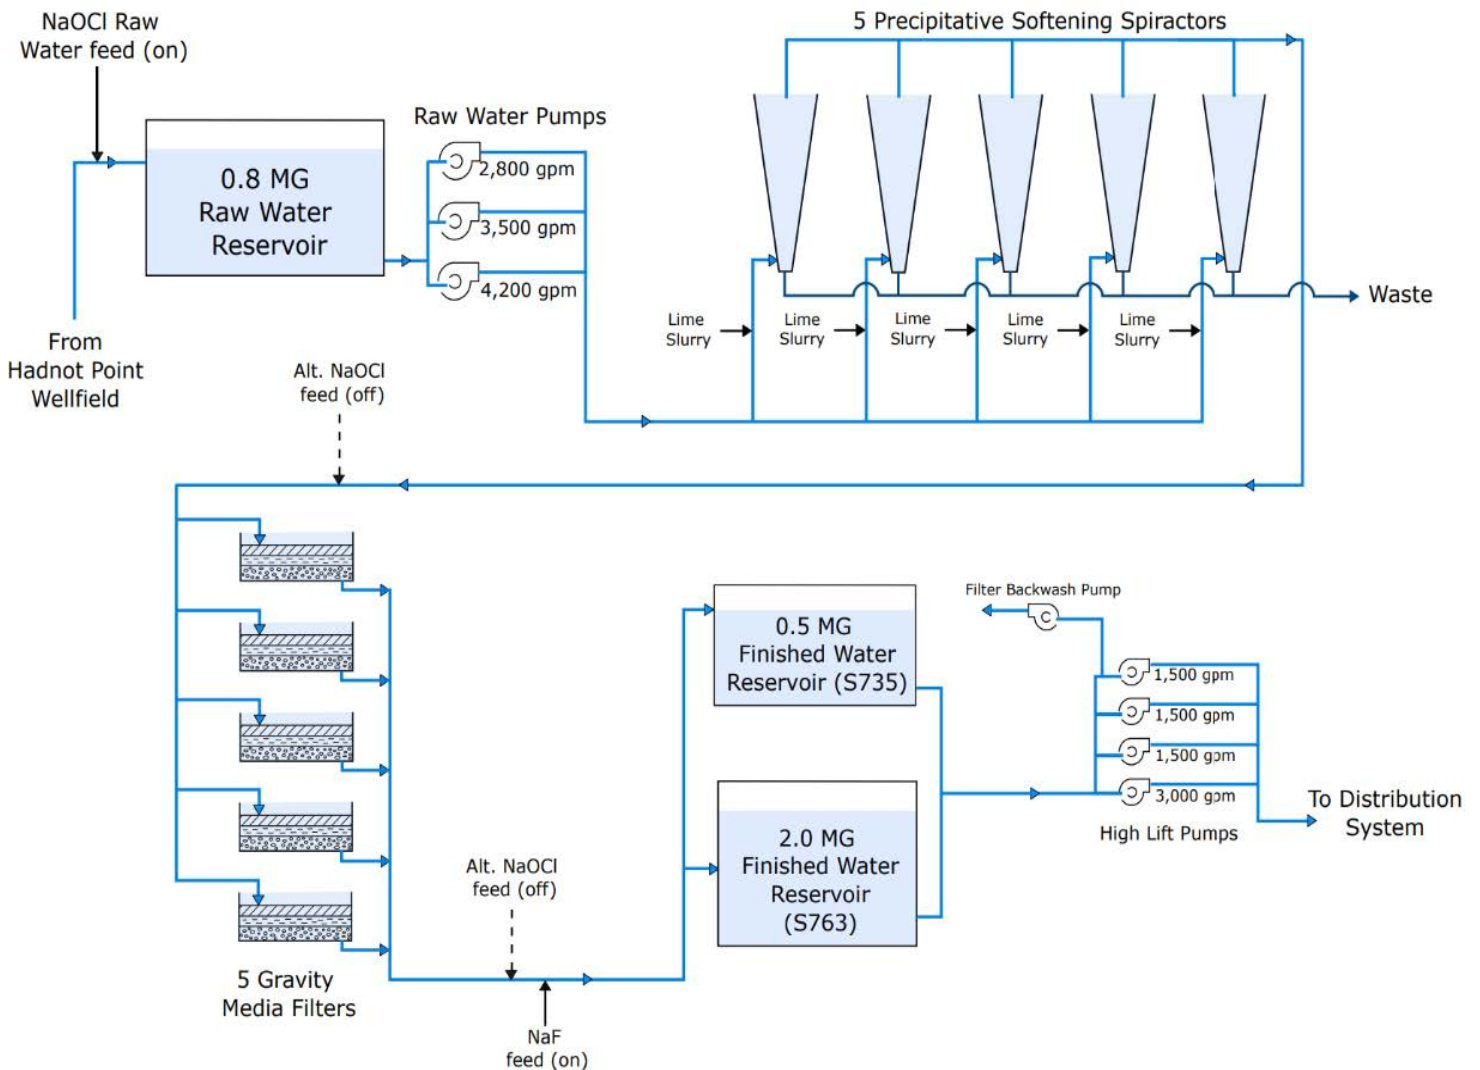 NaOCl Raw
Water feed (on)
5 Precipitative Softening Spiractors
Raw Water Pumps
2,800 gpm
3,500 gpm
4,200 gpm
0.8 MG
Raw Water
Reservoir
From
Hadnot Point
Wellfield
Lime
Slurry
Lime
Slurry
Lime
Slurry
Lime
Slurry
Lime
Slurry
Waste
Alt. NaOCl
feed (off)
5 Gravity
Media Filters
Alt. NaOCl
feed (off)
NaF
feed (on)
0.5 MG
Finished Water
Reservoir (S735)
2.0 MG
Finished Water
Reservoir
(S763)
Filter Backwash Pump
1,500 gpm
1,500 gpm
1,500 gpm
3,000 gpm
High Lift Pumps
To Distribution
System